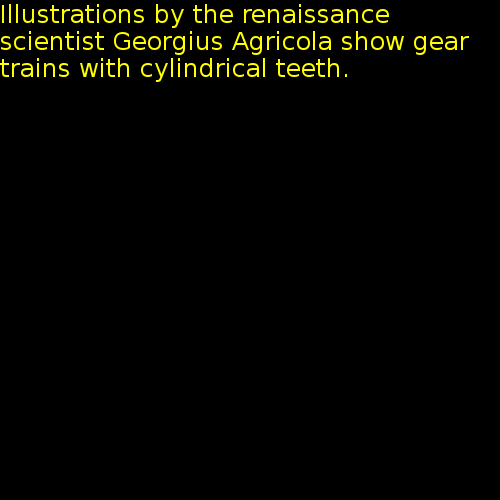 Illustrations by the renaissance
scientist Georgius Agricola show gear
trains with cylindrical teeth.